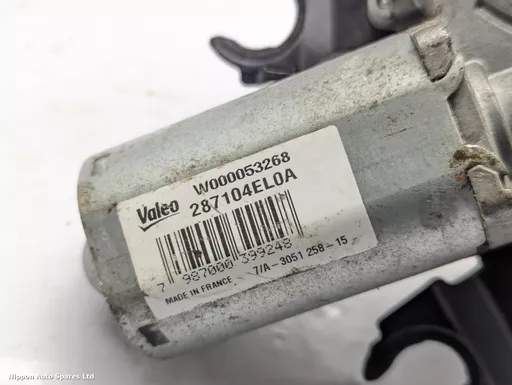 Valeo
W000053268
287104EL0A
7 987000 399248
MADE IN FRANCE
7/A-3051 258-15
Nippon Auto Spares Ltd